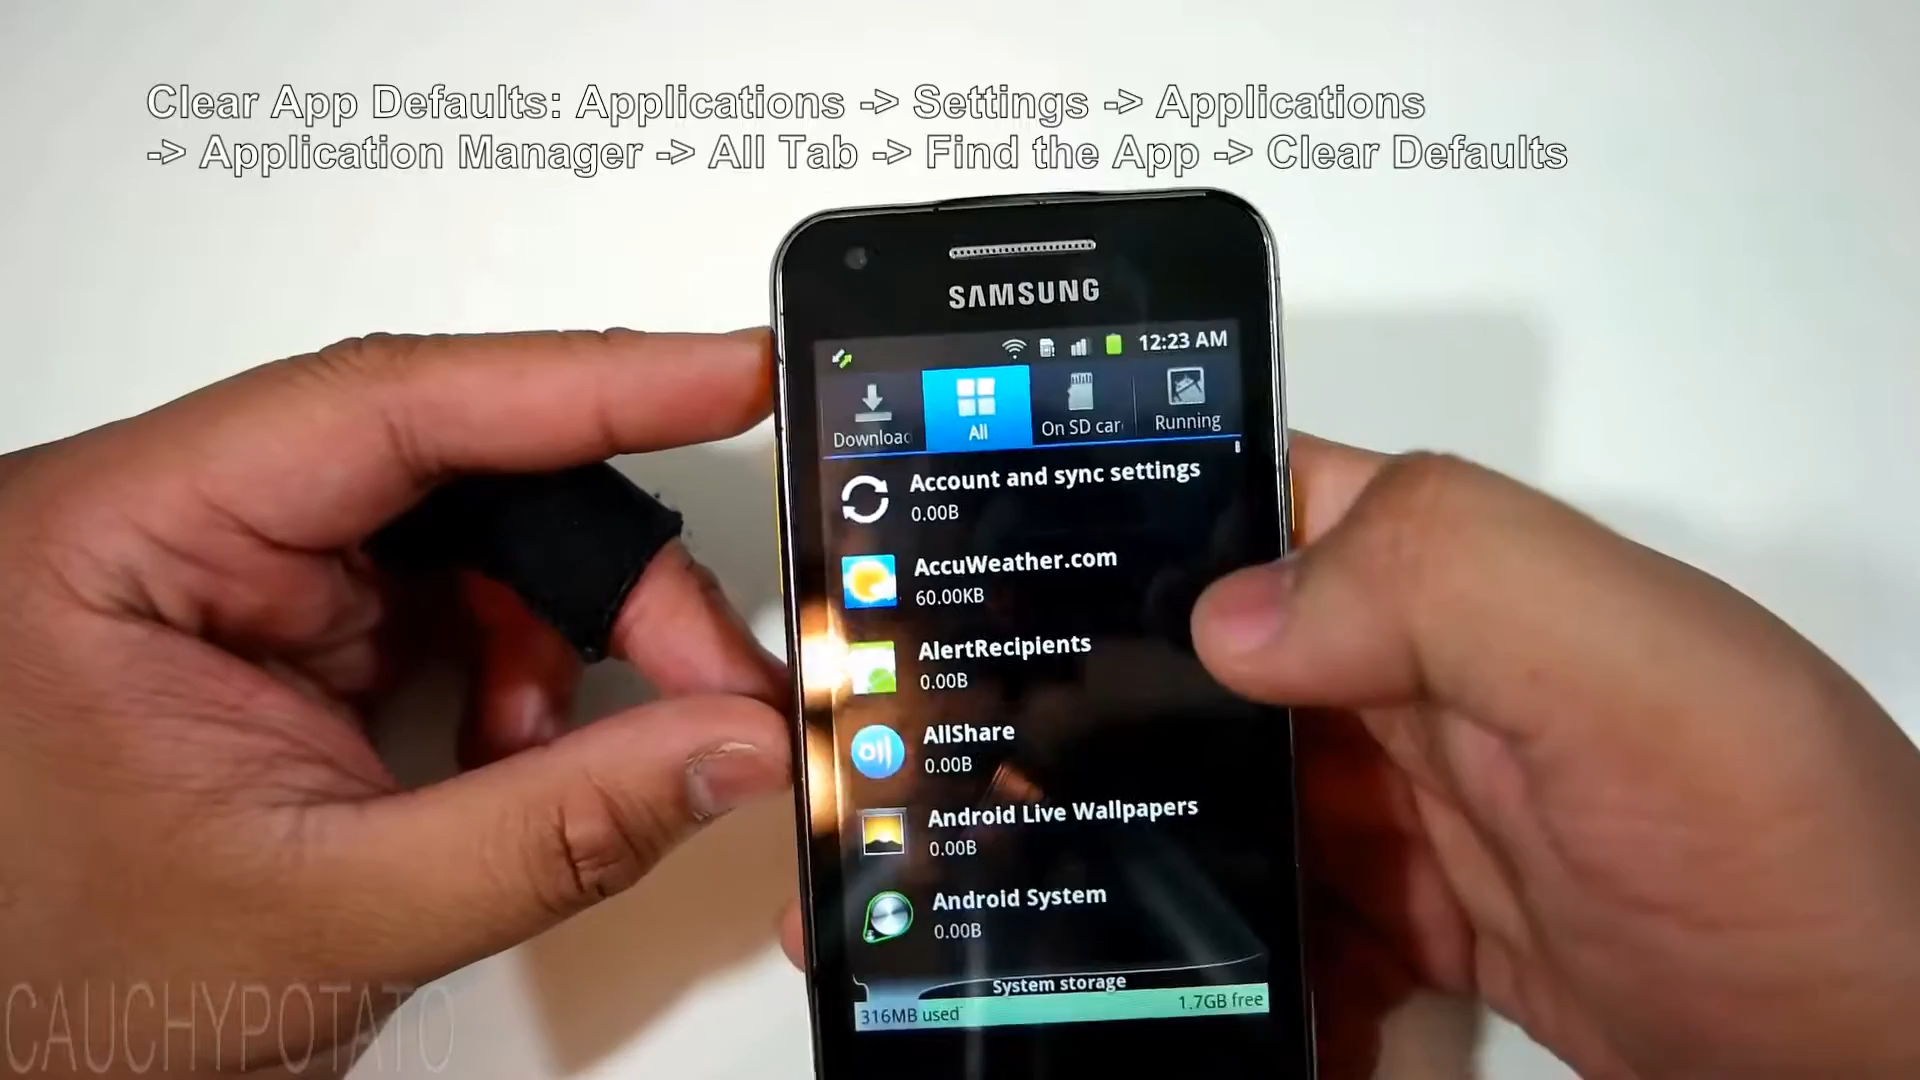 Clear App Defaults: Applications -> Settings -> Applications
-> Application Manager -> All Tab -> Find the App -> Clear Defaults
SAMSUNG
12:23 AM
Downloac
All
On SD car
Running
Account and sync settings
0.00B
AccuWeather.com
60.00KB
AlertRecipients
0.00B
AllShare
0.00B
Android Live Wallpapers
0.00B
Android System
0.00B
System storage
316MB used
1.7GB free
CAUCHYPOTATO